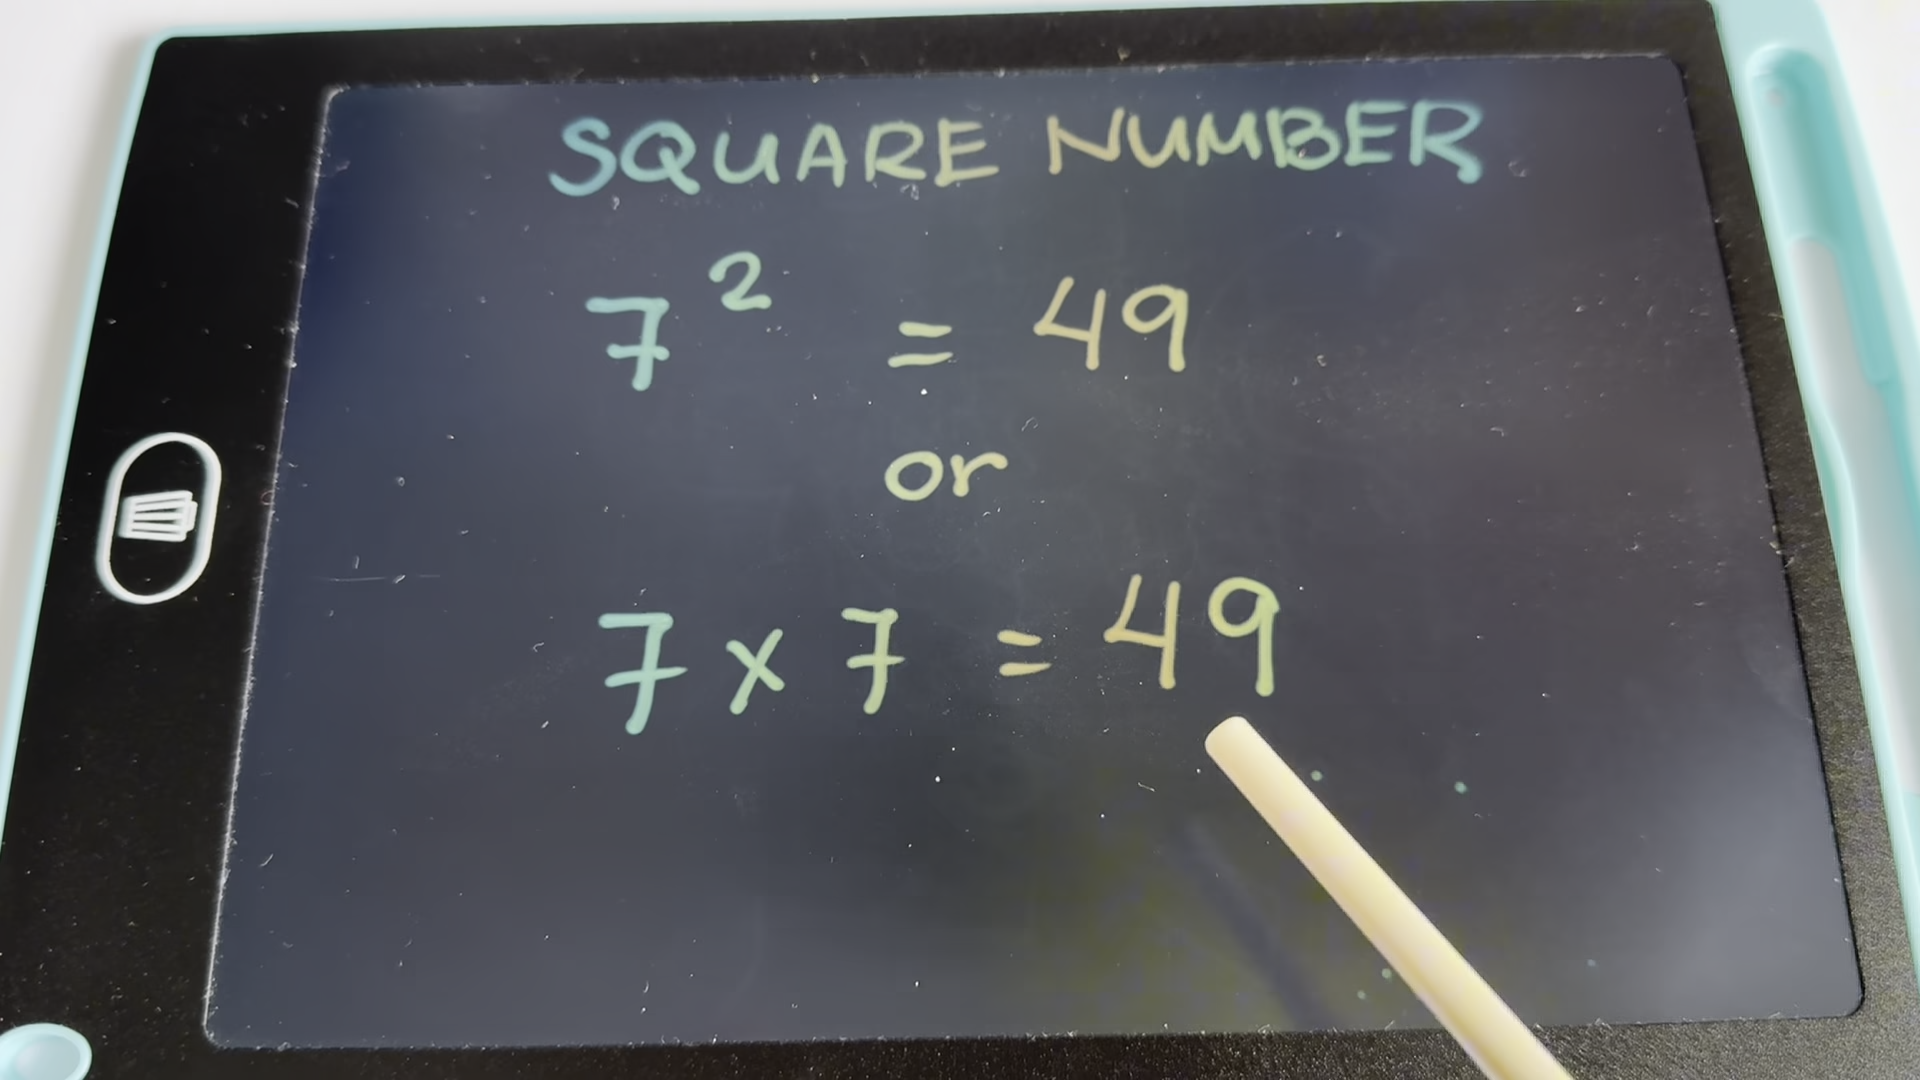 SQUARE NUMBER
7² = 49
or
7 x 7 = 49